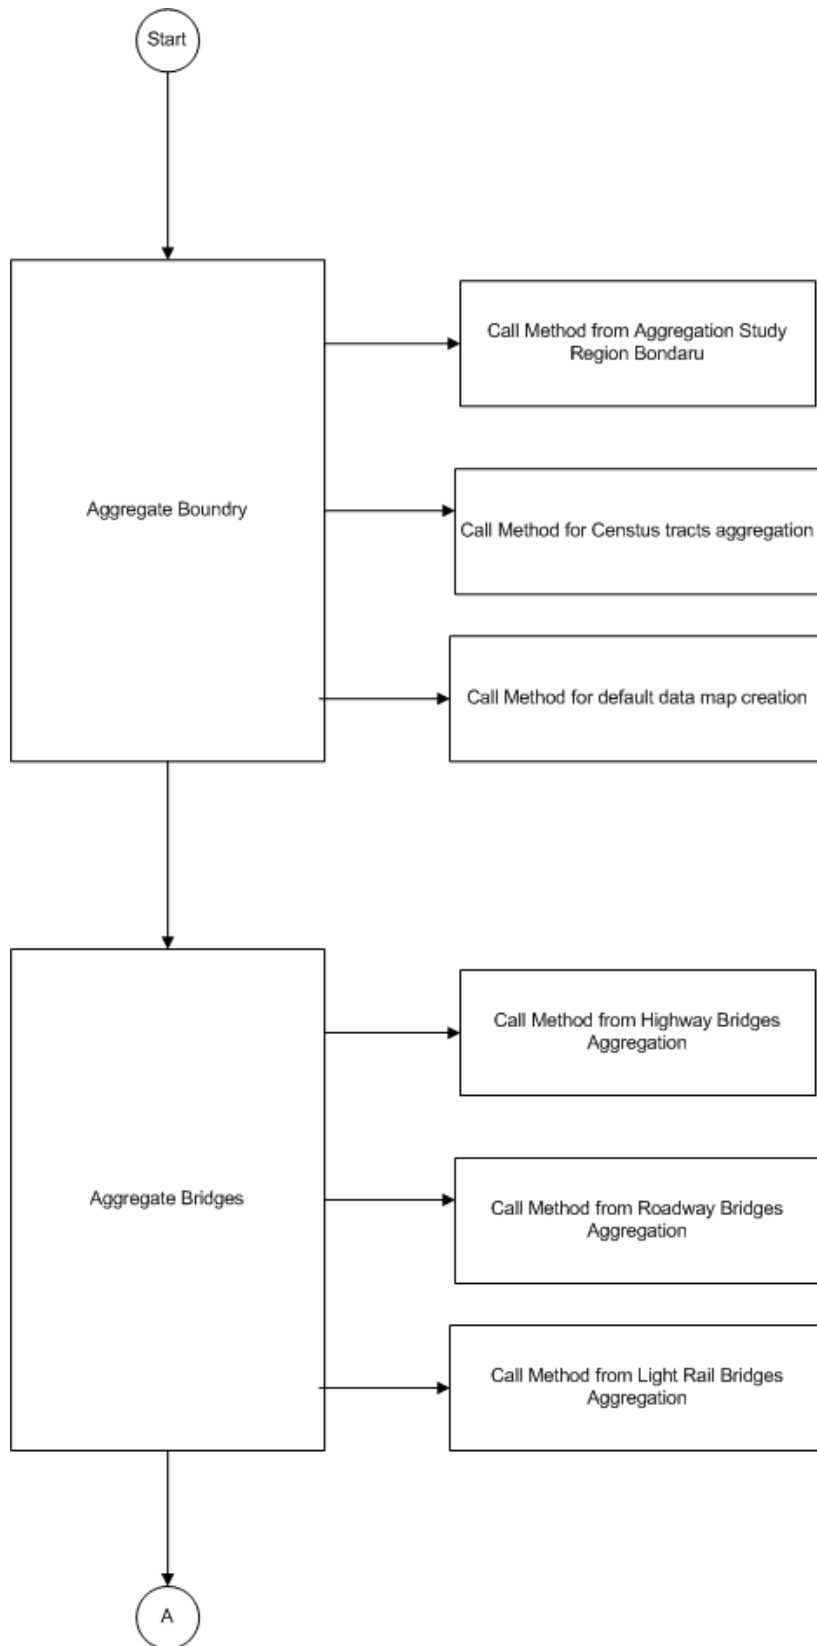 Start
Call Method from Aggregation Study
Region Bondaru
Aggregate Boundry
Call Method for Censtus tracts aggregation
Call Method for default data map creation
Call Method from Highway Bridges
Aggregation
Aggregate Bridges
Call Method from Roadway Bridges
Aggregation
Call Method from Light Rail Bridges
Aggregation
A